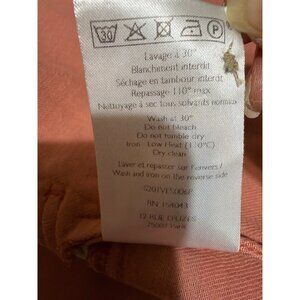 30 P
Lavage à 30°
Blanchiment interdit
Séchage en tambour interdit
Repassage 110° max
Nettoyage à sec tous solvants normaux
Wash at 30°
Do not bleach
Do not tumble dry
Iron - Low Heat (110°)
Dry clean
Laver et repasser sur l'envers /
Wash and iron on the reverse side
RN 154043
12 RUE D'UZES
75002 Paris